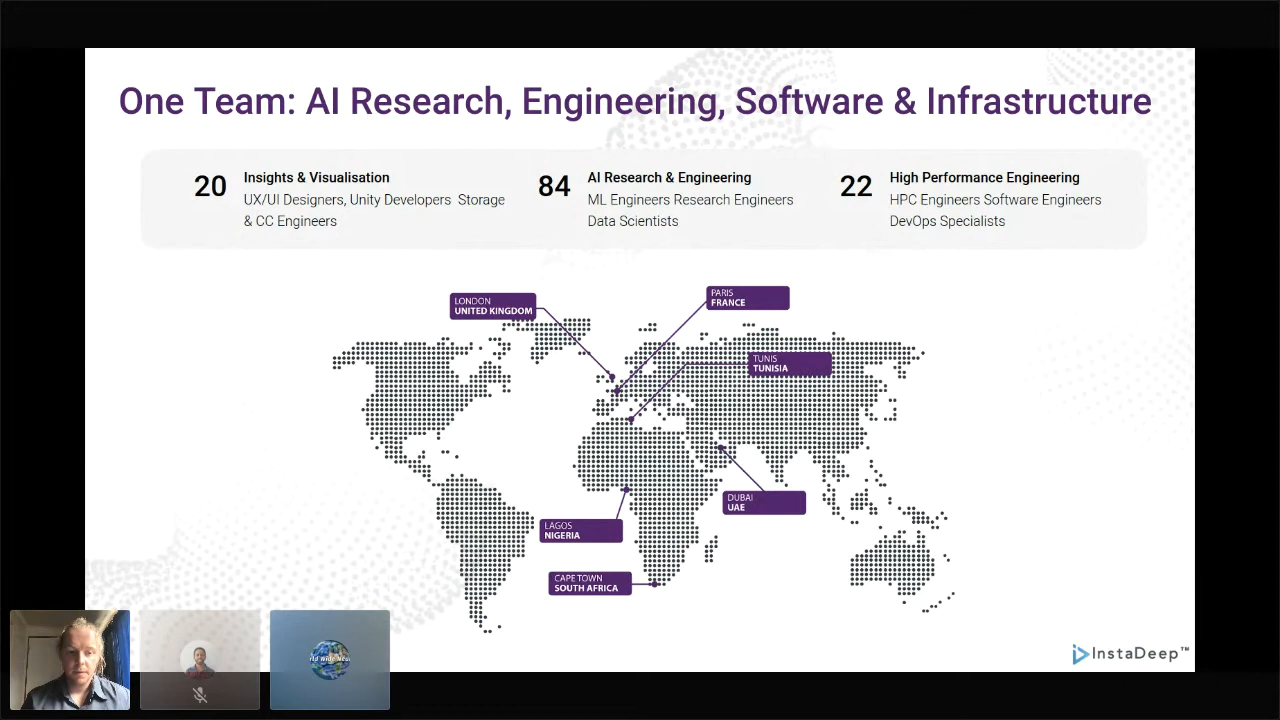 One Team: AI Research, Engineering, Software & Infrastructure
20
Insights & Visualisation
UX/UI Designers, Unity Developers Storage
& CC Engineers
84
AI Research & Engineering
ML Engineers Research Engineers
Data Scientists
22
High Performance Engineering
HPC Engineers Software Engineers
DevOps Specialists
LONDON
UNITED KINGDOM
PARIS
FRANCE
TUNIS
TUNISIA
DUBAI
UAE
LAGOS
NIGERIA
CAPE TOWN
SOUTH AFRICA
InstaDeep™